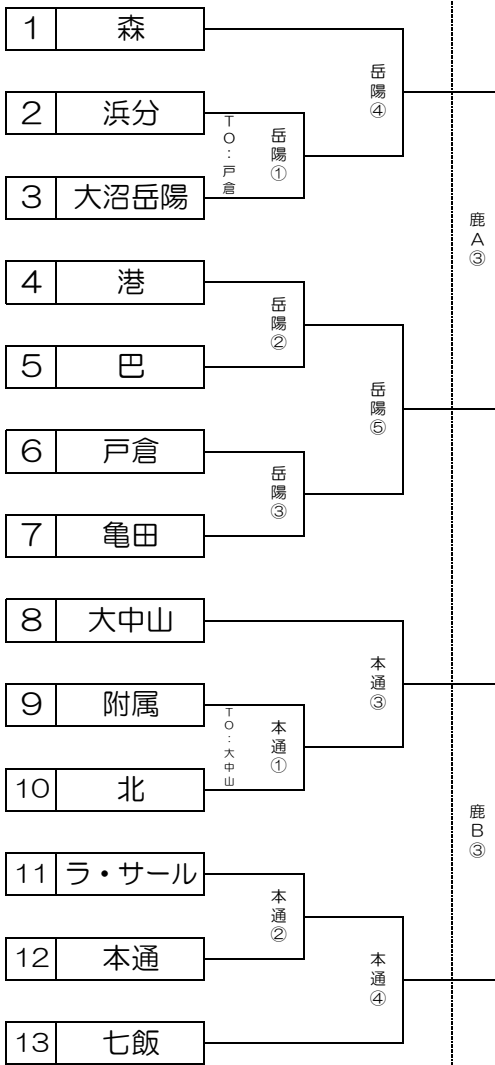 1 森
岳陽④
2 浜分
TO：戸倉
岳陽①
3 大沼岳陽
鹿A③
4 港
岳陽②
5 巴
岳陽⑤
6 戸倉
岳陽③
7 亀田
8 大中山
本通③
9 附属
TO：大中山
本通①
10 北
鹿B③
11 ラ・サール
本通②
12 本通
本通④
13 七飯